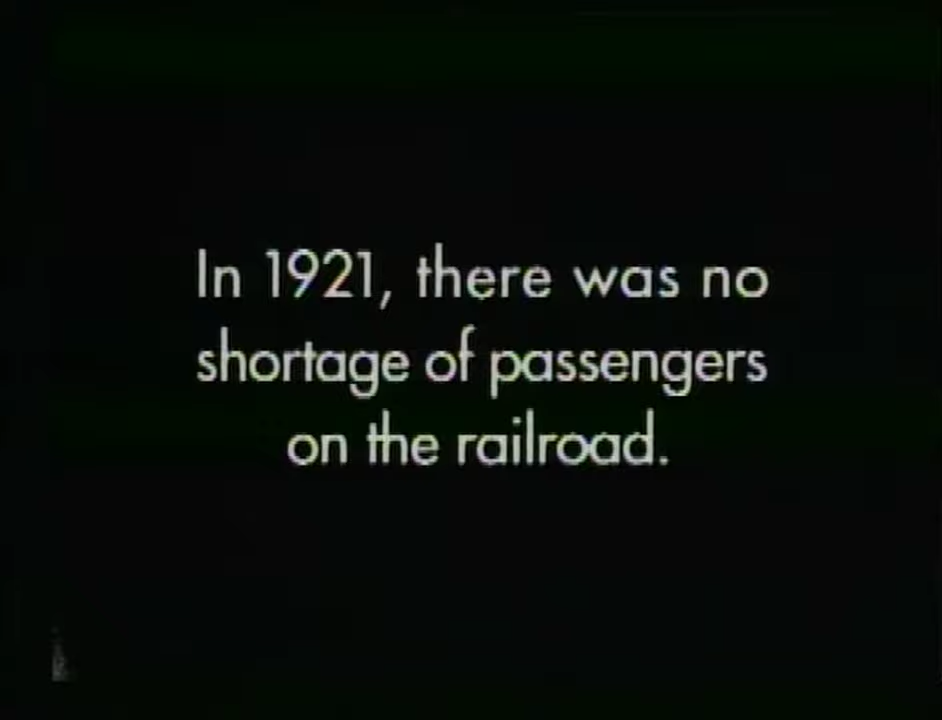 In 1921, there was no
shortage of passengers
on the railroad.